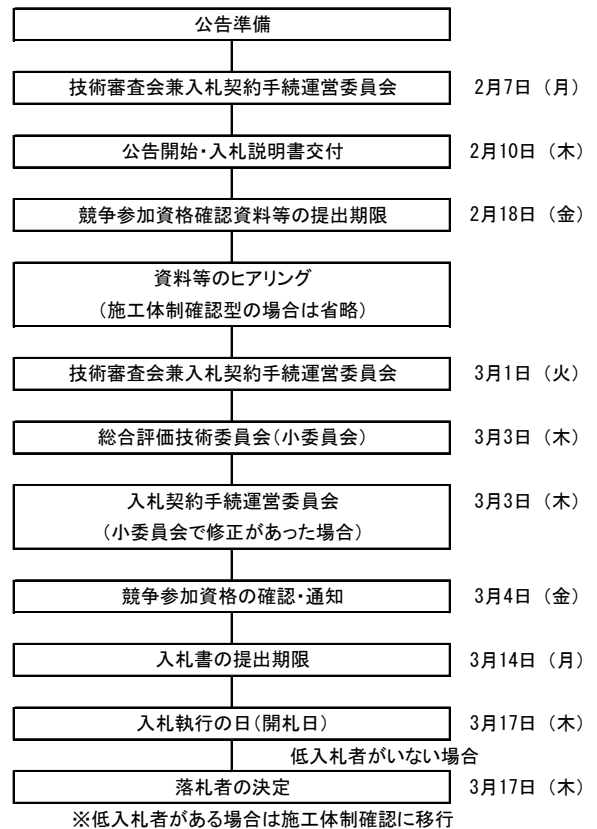 公告準備
技術審査会兼入札契約手続運営委員会 2月7日（月）
公告開始・入札説明書交付 2月10日（木）
競争参加資格確認資料等の提出期限 2月18日（金）
資料等のヒアリング
（施工体制確認型の場合は省略）
技術審査会兼入札契約手続運営委員会 3月1日（火）
総合評価技術委員会（小委員会） 3月3日（木）
入札契約手続運営委員会 3月3日（木）
（小委員会で修正があった場合）
競争参加資格の確認・通知 3月4日（金）
入札書の提出期限 3月14日（月）
入札執行の日（開札日） 3月17日（木）
低入札者がいない場合
落札者の決定 3月17日（木）
※低入札者がある場合は施工体制確認に移行